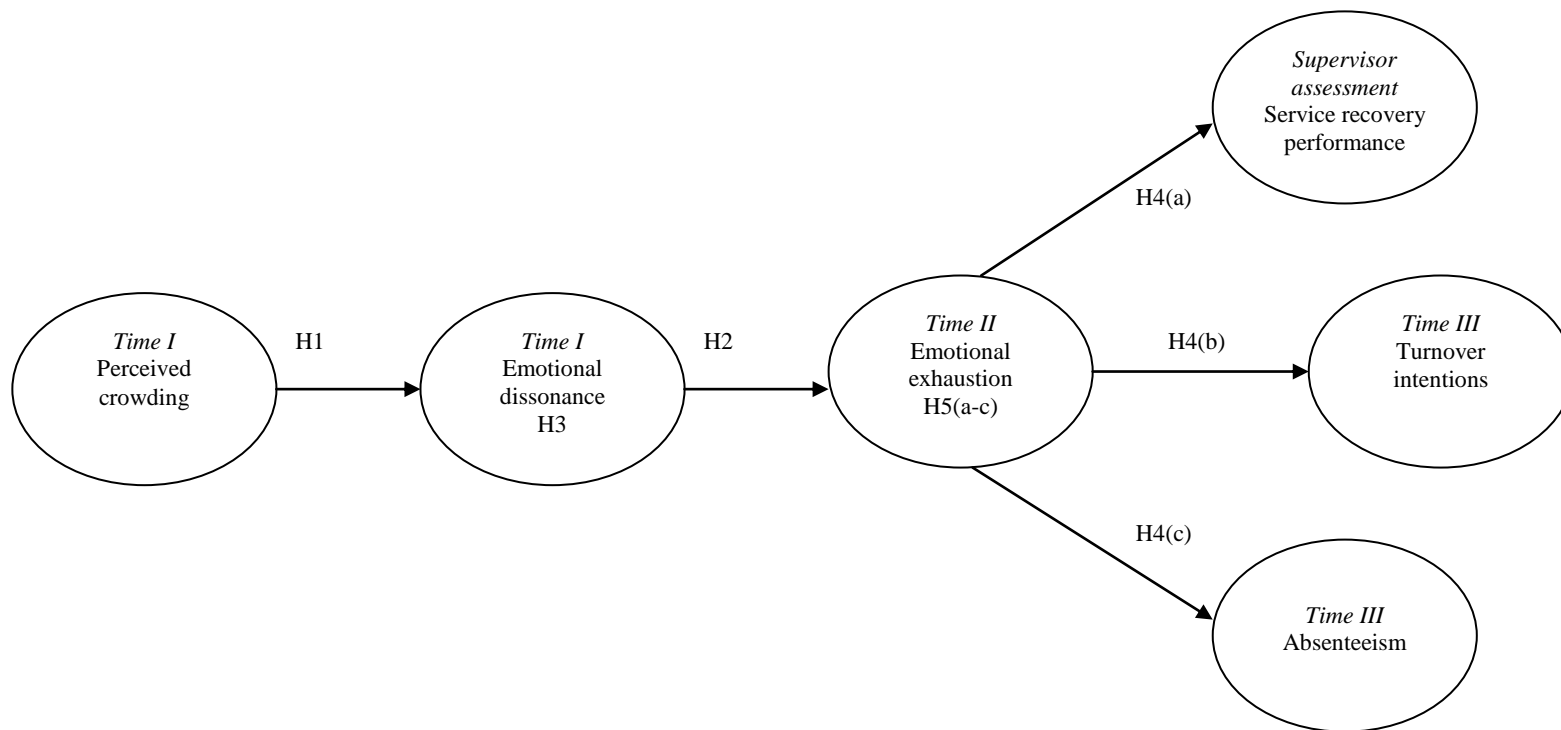 Time I
Perceived
crowding
H1
Time I
Emotional
dissonance
H3
H2
Time II
Emotional
exhaustion
H5(a-c)
H4(a)
Supervisor
assessment
Service recovery
performance
H4(b)
Time III
Turnover
intentions
H4(c)
Time III
Absenteeism